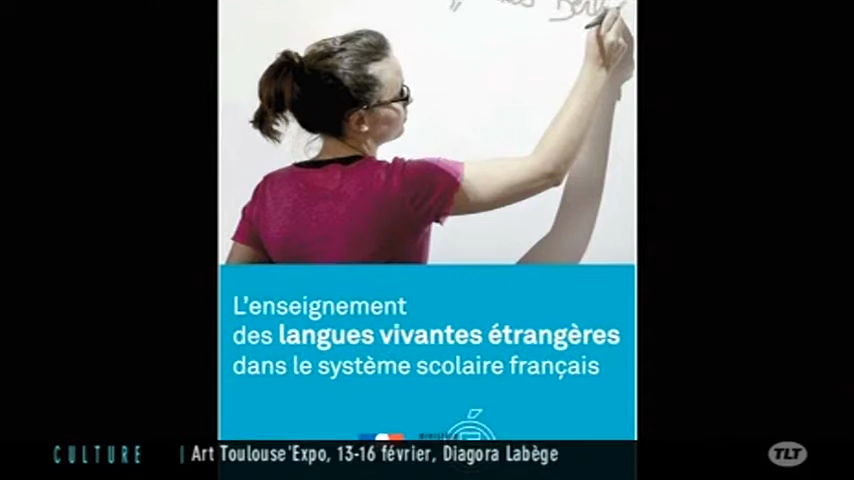 L'enseignement
des langues vivantes étrangères
dans le système scolaire français
CULTURE | Art Toulouse'Expo, 13-16 février, Diagora Labège
TLT